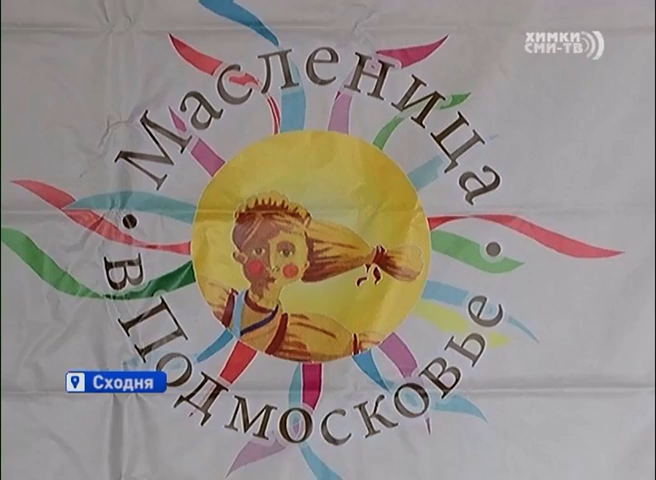 ХИМКИ
СМИ-ТВ
Масленица
в Подмосковье
Сходня